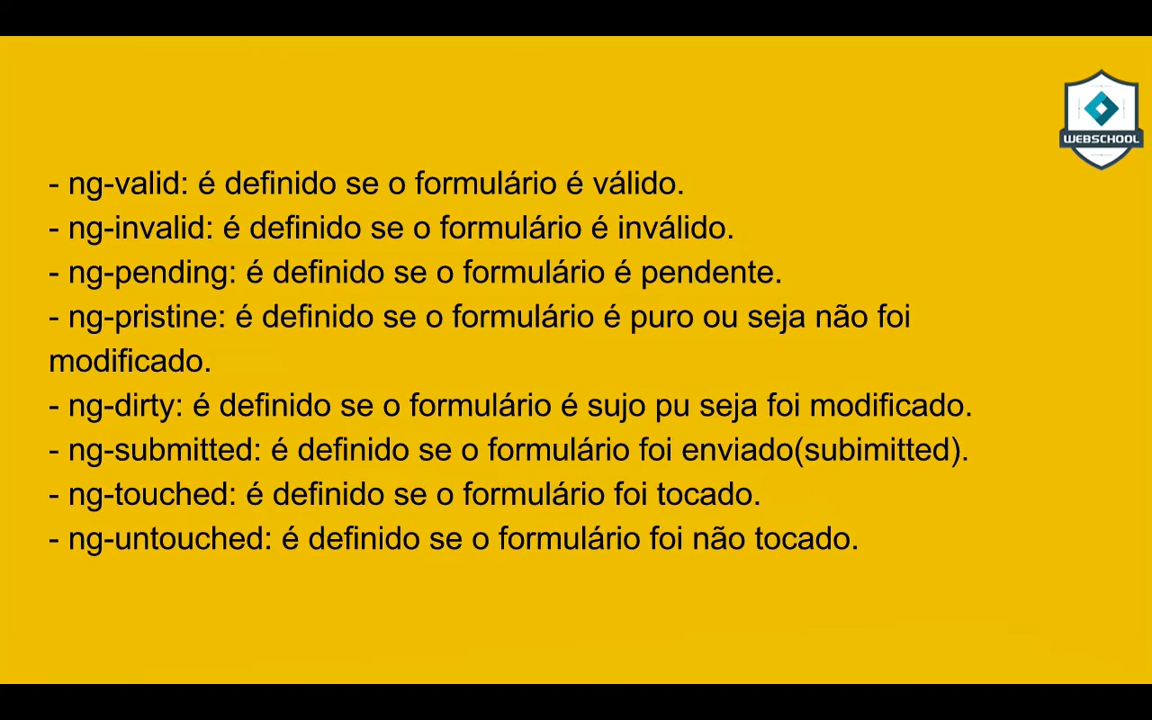 WEBSCHOOL
- ng-valid: é definido se o formulário é válido.
- ng-invalid: é definido se o formulário é inválido.
- ng-pending: é definido se o formulário é pendente.
- ng-pristine: é definido se o formulário é puro ou seja não foi
modificado.
- ng-dirty: é definido se o formulário é sujo pu seja foi modificado.
- ng-submitted: é definido se o formulário foi enviado(subimitted).
- ng-touched: é definido se o formulário foi tocado.
- ng-untouched: é definido se o formulário foi não tocado.